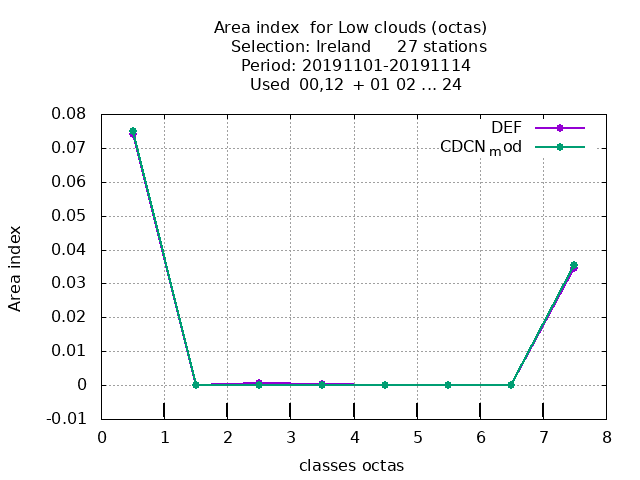 Area index  for Low clouds (octas)
Selection: Ireland     27 stations
Period: 20191101-20191114
Used  00,12  + 01 02 ... 24
DEF
CDCNmod
0.08
0.07
0.06
0.05
0.04
0.03
0.02
0.01
0
-0.01
Area index
0 1 2 3 4 5 6 7 8
classes octas